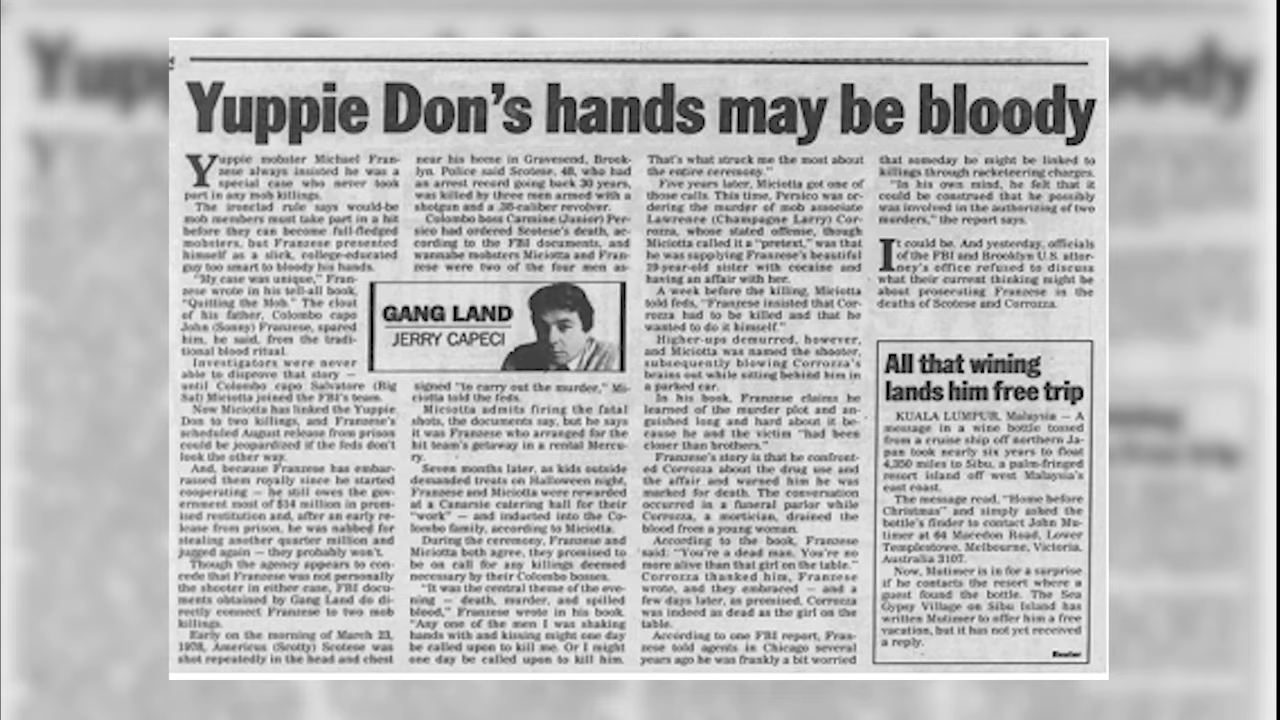 Yuppie Don's hands may be bloody
Yuppie mobster Michael Fran-
zese always insisted he was a
special case who never took
part in any mob killings.
The ironclad rule says would-be
mob members must take part in a hit
before they can become full-fledged
mobsters, but Franzese presented
himself as a slick, college-educated
guy too smart to bloody his hands.
"My case was unique," Fran-
zese wrote in his tell-all book,
"Quitting the Mob." The clout
of his father, Colombo capo
John (Sonny) Franzese, spared
him, he said, from the tradi-
tional blood ritual.
Investigators were never
able to disprove that story —
until Colombo capo Salvatore (Big
Sal) Miciotta joined the FBI's team.
Now Miciotta has linked the Yuppie
Don to two killings, and Franzese's
scheduled August release from prison
could be jeopardized if the feds don't
look the other way.
And, because Franzese has embar-
rassed them royally since he started
cooperating — he still owes the gov-
ernment most of $14 million in prom-
ised restitution and, after an early re-
lease from prison, he was nabbed for
stealing another quarter million and
jugged again — they probably won't.
Though the agency appears to con-
cede that Franzese was not personally
the shooter in either case, FBI docu-
ments obtained by Gang Land do di-
rectly connect Franzese to two mob
killings.
Early on the morning of March 23,
1978, Americus (Scotty) Scotese was
shot repeatedly in the head and chest
near his home in Gravesend, Brook-
lyn. Police said Scotese, 48, who had
an arrest record going back 30 years,
was killed by three men armed with a
shotgun and a .38-caliber revolver.
Colombo boss Carmine (Junior) Per-
sico had ordered Scotese's death, ac-
cording to the FBI documents, and
wannabe mobsters Miciotta and Fran-
zese were two of the four men as-
GANG LAND
JERRY CAPECI
signed "to carry out the murder," Mi-
ciotta told the feds.
Miciotta admits firing the fatal
shots, the documents say, but he says
it was Franzese who arranged for the
hit team's getaway in a rental Mercu-
ry.
Seven months later, as kids outside
demanded treats on Halloween night,
Franzese and Miciotta were rewarded
at a Canarsie catering hall for their
"work" — and inducted into the Co-
lombo family, according to Miciotta.
During the ceremony, Franzese and
Miciotta both agree, they promised to
be on call for any killings deemed
necessary by their Colombo bosses.
"It was the central theme of the eve-
ning — death, murder, and spilled
blood," Franzese wrote in his book.
"Any one of the men I was shaking
hands with and kissing might one day
be called upon to kill me. Or I might
one day be called upon to kill him.
That's what struck me the most about
the entire ceremony."
Five years later, Miciotta got one of
those calls. This time, Persico was or-
dering the murder of mob associate
Lawrence (Champagne Larry) Cor-
rozza, whose stated offense, though
Miciotta called it a "pretext," was that
he was supplying Franzese's beautiful
19-year-old sister with cocaine and
having an affair with her.
A week before the killing, Miciotta
told feds, "Franzese insisted that Cor-
rozza had to be killed and that he
wanted to do it himself."
Higher-ups demurred, however,
and Miciotta was named the shooter,
subsequently blowing Corrozza's
brains out while sitting behind him in
a parked car.
In his book, Franzese claims he
learned of the murder plot and an-
guished long and hard about it be-
cause he and the victim "had been
closer than brothers."
Franzese's story is that he confront-
ed Corrozza about the drug use and
the affair and warned him he was
marked for death. The conversation
occurred in a funeral parlor while
Corrozza, a mortician, drained the
blood from a young woman.
According to the book, Franzese
said: "You're a dead man. You're no
more alive than that girl on the table."
Corrozza thanked him, Franzese
wrote, and they embraced — and a
few days later, as promised, Corrozza
was indeed as dead as the girl on the
table.
According to one FBI report, Fran-
zese told agents in Chicago several
years ago he was frankly a bit worried
that someday he might be linked to
killings through racketeering charges.
"In his own mind, he felt that it
could be construed that he possibly
was involved in the authorizing of two
murders," the report says.
It could be. And yesterday, officials
of the FBI and Brooklyn U.S. attor-
ney's office refused to discuss
what their current thinking might be
about prosecuting Franzese in the
deaths of Scotese and Corrozza.
All that wining
lands him free trip
KUALA LUMPUR, Malaysia — A
message in a wine bottle tossed
from a cruise ship off northern Ja-
pan took nearly six years to float
4,350 miles to Sibu, a palm-fringed
resort island off west Malaysia's
east coast.
The message read, "Home before
Christmas" and simply asked the
bottle's finder to contact John Mu-
timer at 64 Macedon Road, Lower
Templestowe, Melbourne, Victoria,
Australia 3107.
Now, Mutimer is in for a surprise
if he contacts the resort where a
guest found the bottle. The Sea
Gypsy Village on Sibu Island has
written Mutimer to offer him a free
vacation, but it has not yet received
a reply.
Reuter